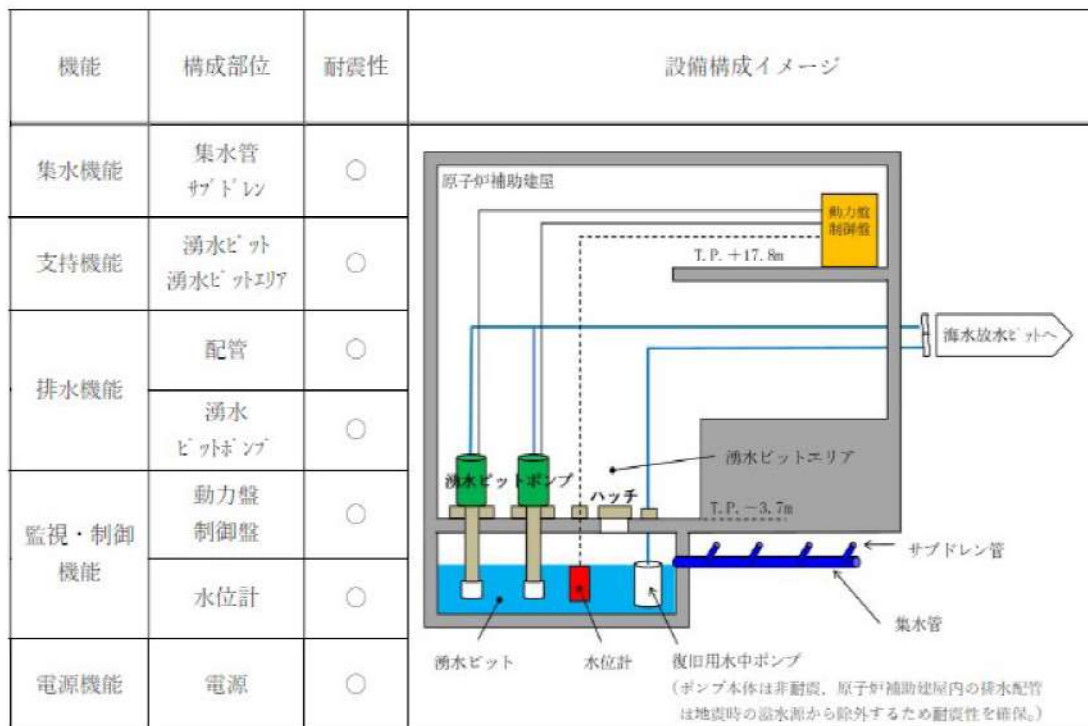 機能 構成部位 耐震性 設備構成イメージ
集水機能 集水管 ○
ｻﾌﾞﾄﾞﾚﾝ
支持機能 湧水ﾋﾟｯﾄ ○
湧水ﾋﾟｯﾄｴﾘｱ
排水機能 配管 ○
湧水 ○
ﾋﾟｯﾄﾎﾟﾝﾌﾟ
監視・制御
機能
動力盤 ○
制御盤
水位計 ○
電源機能 電源 ○
原子炉補助建屋
動力盤
制御盤
T.P.＋17.8m
海水放水ﾋﾟｯﾄへ
湧水ピットエリア
湧水ピットポンプ
ハッチ
T.P.－3.7m
サブドレン管
集水管
湧水ピット
水位計
復旧用水中ポンプ
(ポンプ本体は非耐震，原子炉補助建屋内の排水配管
は地震時の溢水源から除外するため耐震性を確保。)